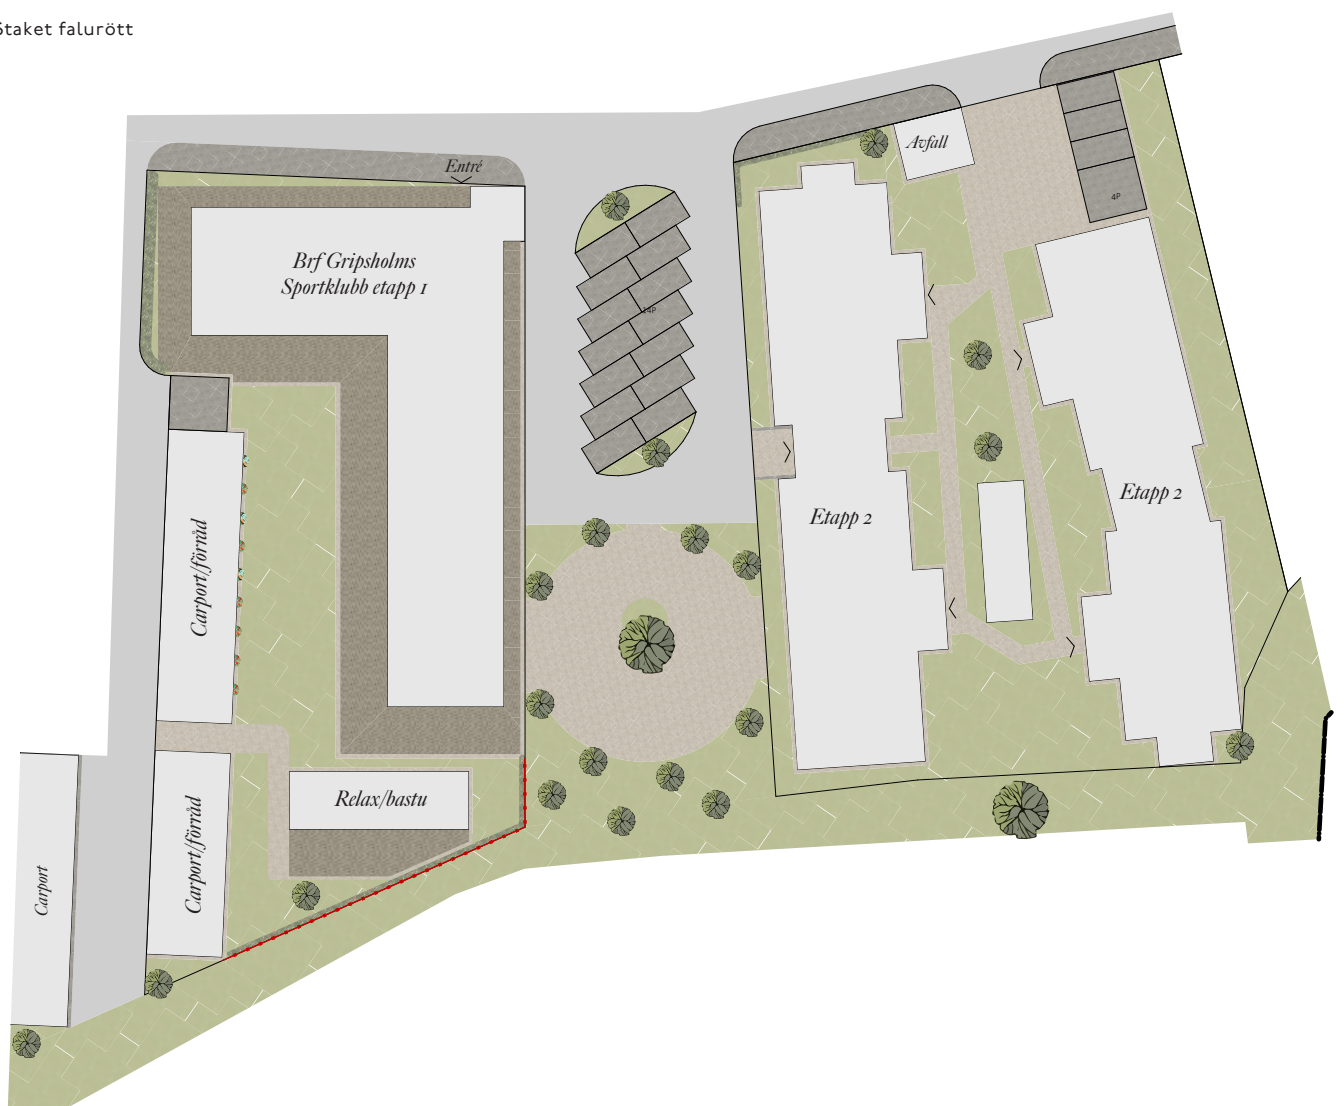 Staket falurött
Entré
Avfall
4P
Brf Gripsholms
Sportklubb etapp 1
14P
Etapp 2
Etapp 2
Carport/förråd
Relax/bastu
Carport/förråd
Carport